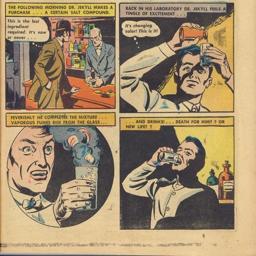 THE FOLLOWING MORNING DR. JEKYLL MAKES A
PURCHASE . . . A CERTAIN SALT COMPOUND.
This is the last
ingredient
required. It's now
or never . . .
BACK IN HIS LABORATORY DR. JEKYLL FEELS A
TINGLE OF EXCITEMENT . . .
It's changing
color! This is it!
FEVERISHLY HE COMPLETES THE MIXTURE . . .
VAPOROUS FUMES RISE FROM THE GLASS . . .
. . . AND DRINKS! . . . DEATH FOR HIM? ? OR
NEW LIFE ?